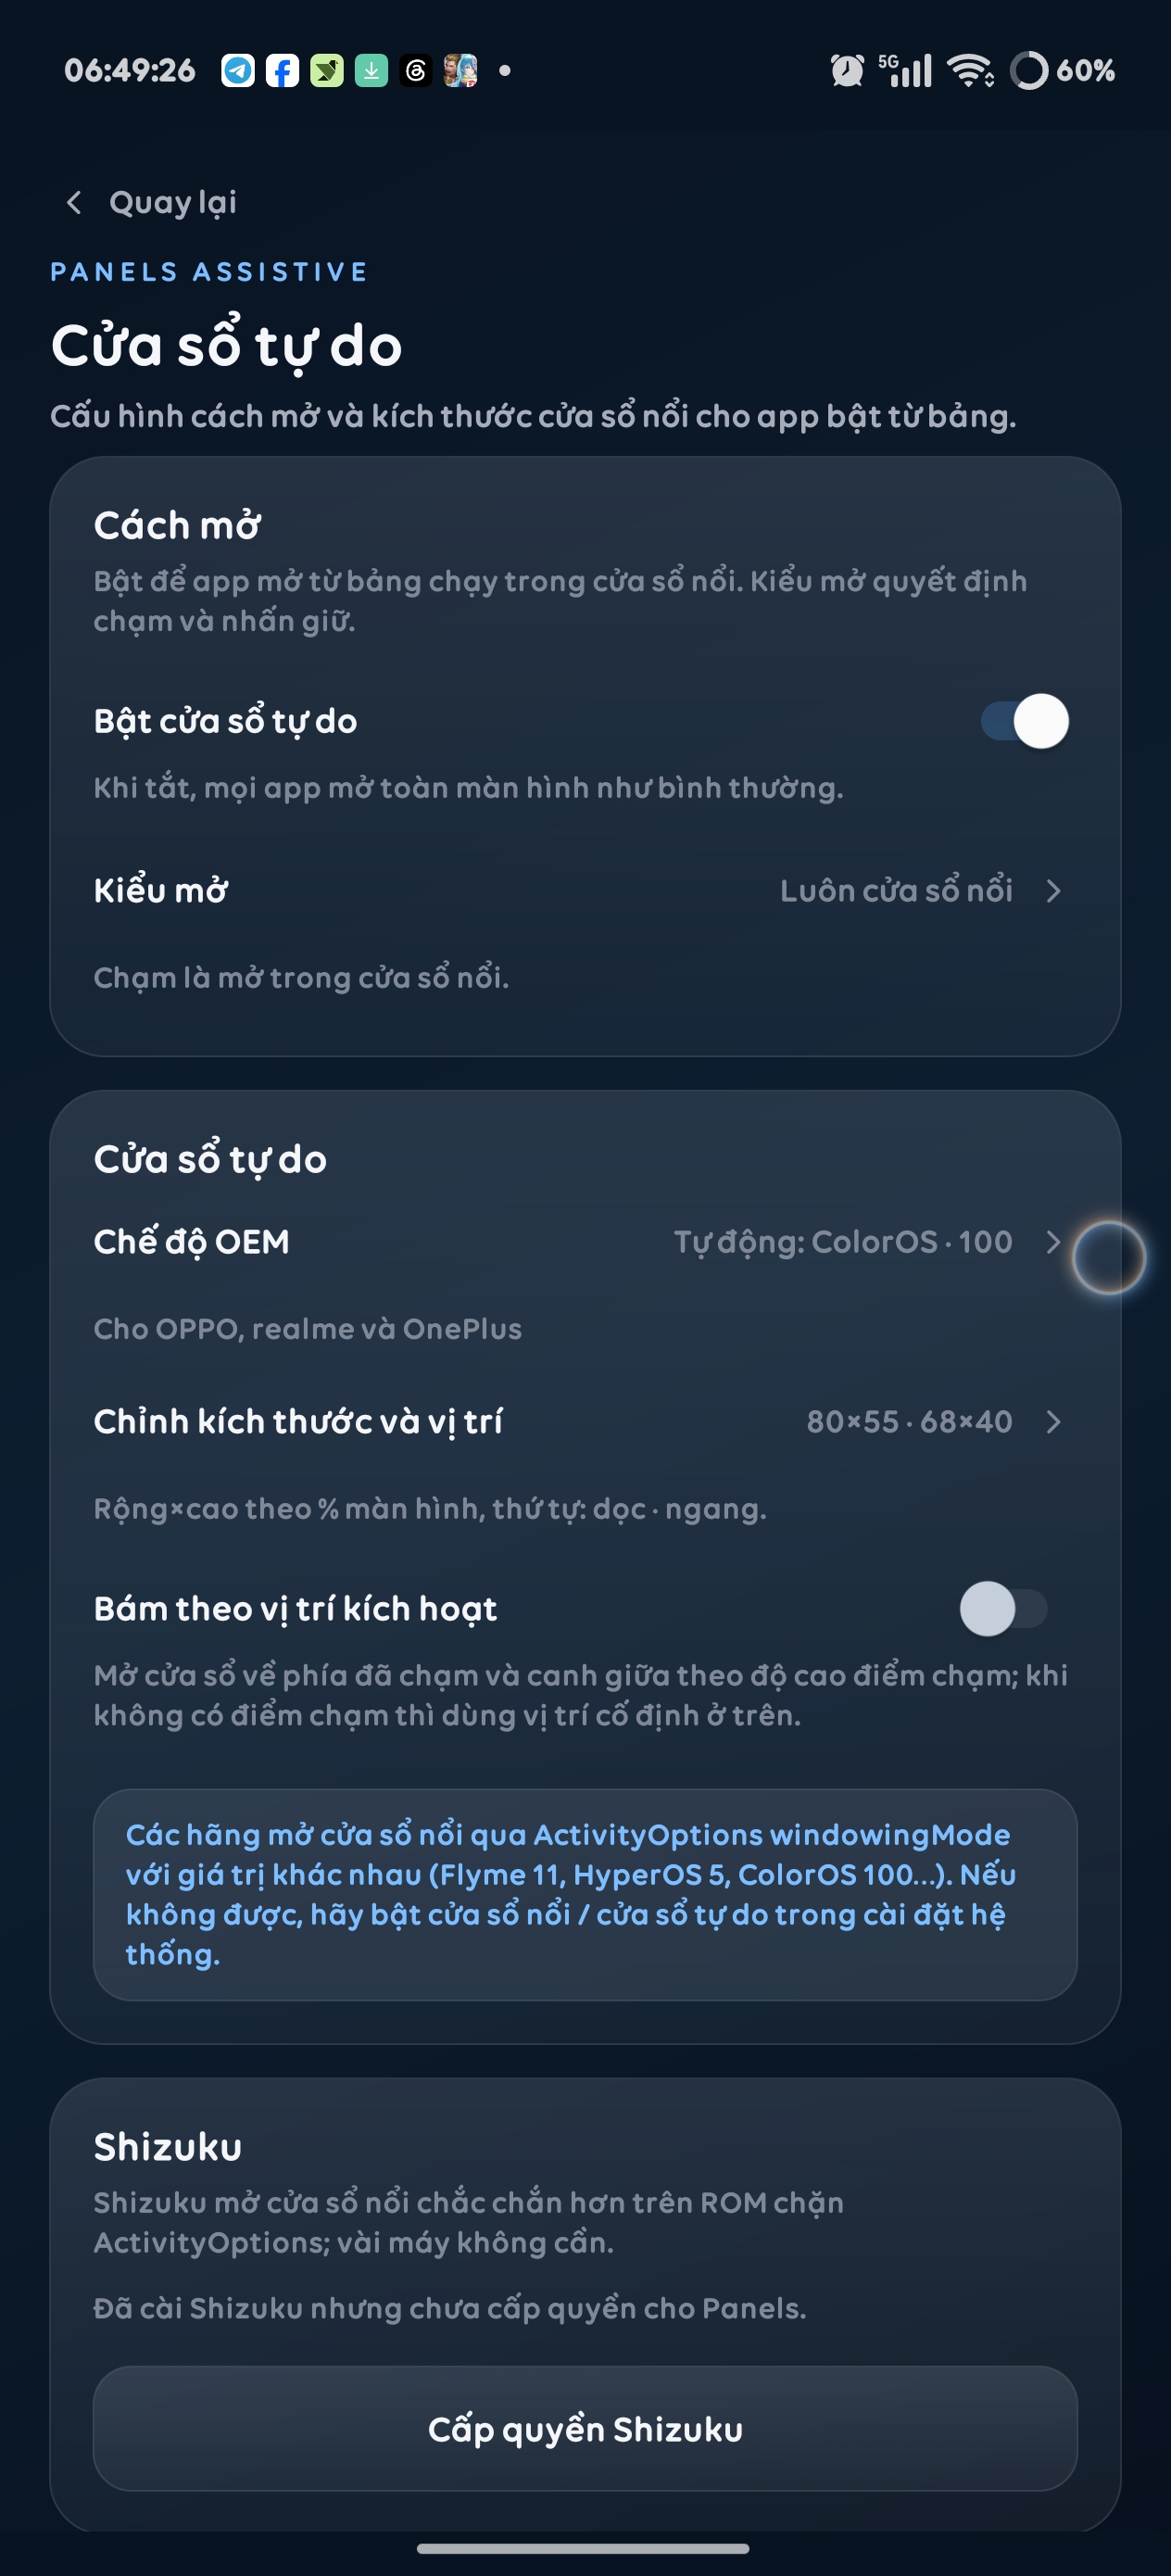 06:49:26
5G
60%
Quay lại
PANELS ASSISTIVE
Cửa sổ tự do
Cấu hình cách mở và kích thước cửa sổ nổi cho app bật từ bảng.
Cách mở
Bật để app mở từ bảng chạy trong cửa sổ nổi. Kiểu mở quyết định
chạm và nhấn giữ.
Bật cửa sổ tự do
Khi tắt, mọi app mở toàn màn hình như bình thường.
Kiểu mở
Luôn cửa sổ nổi
Chạm là mở trong cửa sổ nổi.
Cửa sổ tự do
Chế độ OEM
Tự động: ColorOS · 100
Cho OPPO, realme và OnePlus
Chỉnh kích thước và vị trí
80×55 · 68×40
Rộng×cao theo % màn hình, thứ tự: dọc · ngang.
Bám theo vị trí kích hoạt
Mở cửa sổ về phía đã chạm và canh giữa theo độ cao điểm chạm; khi
không có điểm chạm thì dùng vị trí cố định ở trên.
Các hãng mở cửa sổ nổi qua ActivityOptions windowingMode
với giá trị khác nhau (Flyme 11, HyperOS 5, ColorOS 100...). Nếu
không được, hãy bật cửa sổ nổi / cửa sổ tự do trong cài đặt hệ
thống.
Shizuku
Shizuku mở cửa sổ nổi chắc chắn hơn trên ROM chặn
ActivityOptions; vài máy không cần.
Đã cài Shizuku nhưng chưa cấp quyền cho Panels.
Cấp quyền Shizuku